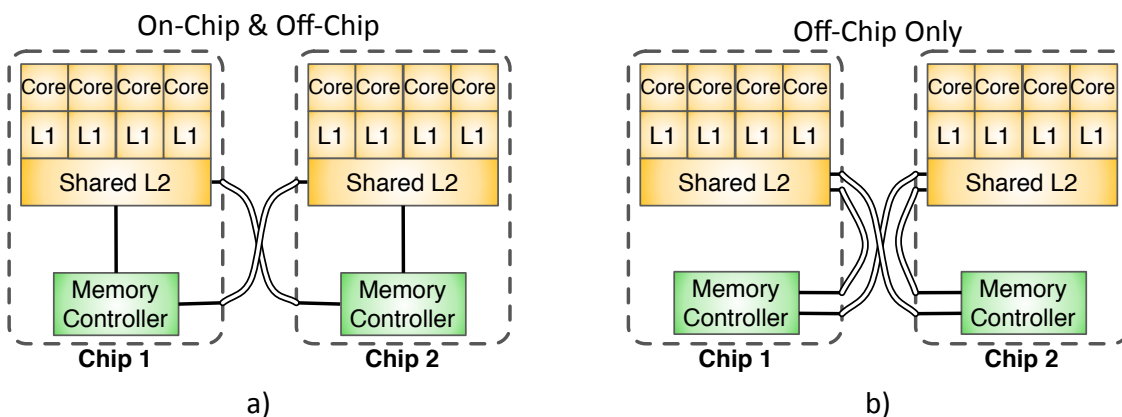 On-Chip & Off-Chip
Core Core Core Core
L1 L1 L1 L1
Shared L2
Memory
Controller
Chip 1
Core Core Core Core
L1 L1 L1 L1
Shared L2
Memory
Controller
Chip 2
a)
Off-Chip Only
Core Core Core Core
L1 L1 L1 L1
Shared L2
Memory
Controller
Chip 1
Core Core Core Core
L1 L1 L1 L1
Shared L2
Memory
Controller
Chip 2
b)